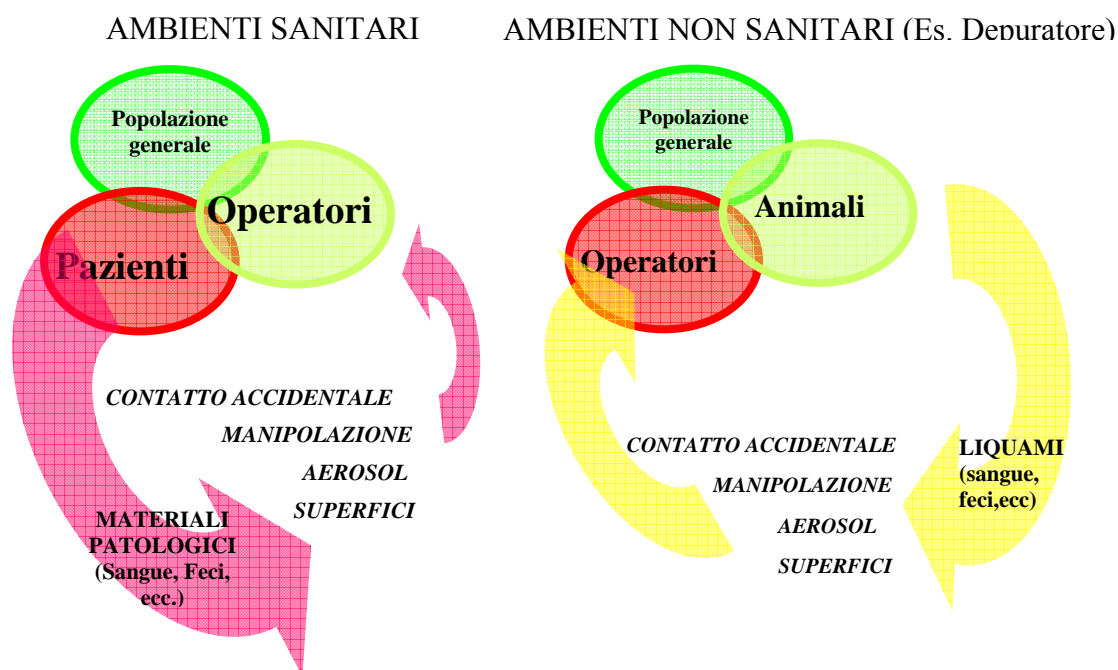 AMBIENTI SANITARI
Popolazione
generale
Operatori
Pazienti
CONTATTO ACCIDENTALE
MANIPOLAZIONE
AEROSOL
SUPERFICI
MATERIALI
PATOLOGICI
(Sangue, Feci,
ecc.)
AMBIENTI NON SANITARI (Es. Depuratore)
Popolazione
generale
Animali
Operatori
CONTATTO ACCIDENTALE
MANIPOLAZIONE
AEROSOL
SUPERFICI
LIQUAMI
(sangue,
feci,ecc)